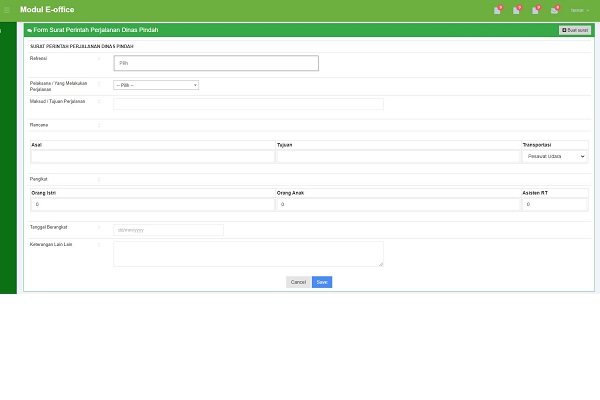 Modul E-office
Form Surat Perintah Perjalanan Dinas Pindah
Buat surat
SURAT PERINTAH PERJALANAN DINAS PINDAH
Refrensi :
Pilih
Pelaksana / Yang Melakukan Perjalanan :
-- Pilih --
Maksud / Tujuan Perjalanan :
Rencana :
Asal Tujuan Transportasi
Pesawat Udara
Pengikut :
Orang Istri Orang Anak Asisten RT
0 0 0
Tanggal Berangkat :
dd/mm/yyyy
Keterangan Lain Lain :
Cancel Save